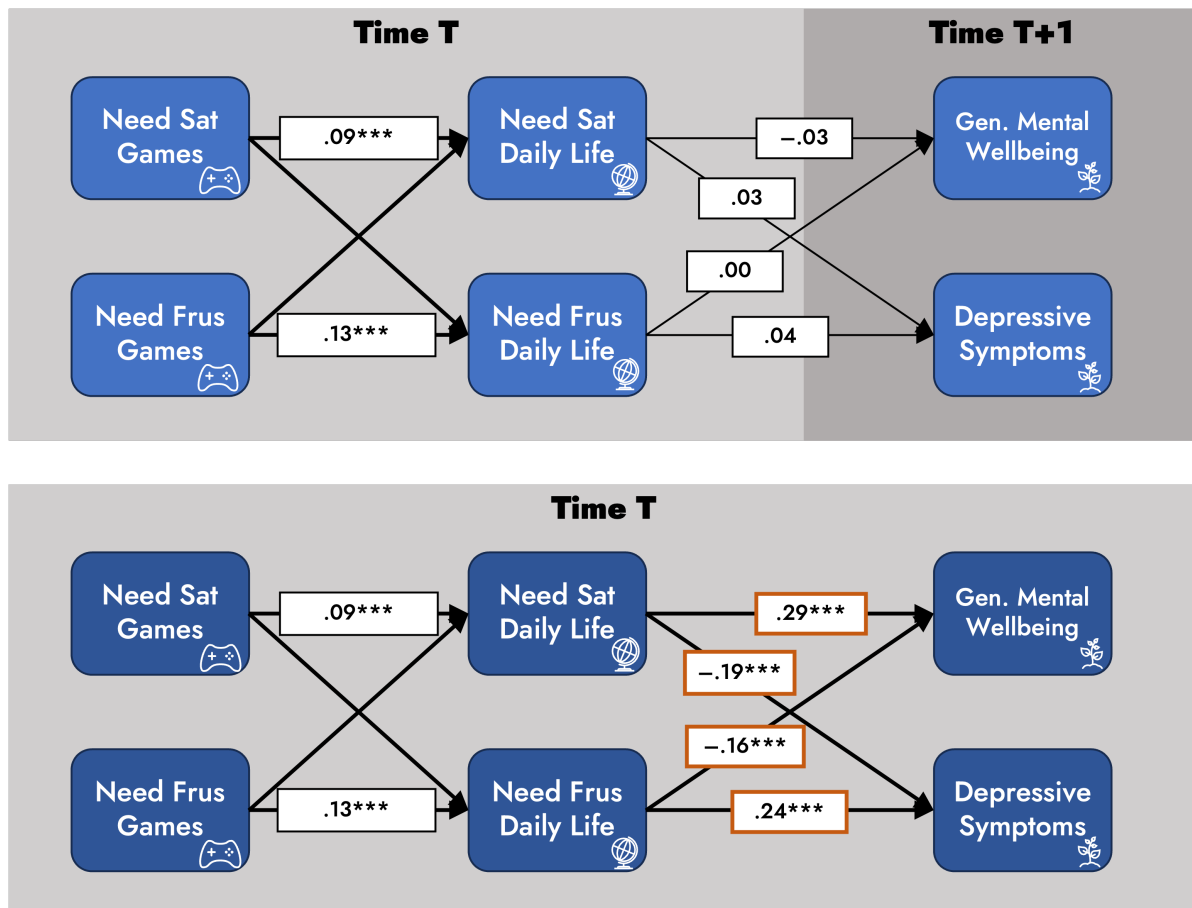 Time T
Time T+1
Need Sat
Games
.09***
Need Sat
Daily Life
–.03
Gen. Mental
Wellbeing
.03
.00
Need Frus
Games
.13***
Need Frus
Daily Life
.04
Depressive
Symptoms
Time T
Need Sat
Games
.09***
Need Sat
Daily Life
.29***
Gen. Mental
Wellbeing
–.19***
–.16***
Need Frus
Games
.13***
Need Frus
Daily Life
.24***
Depressive
Symptoms